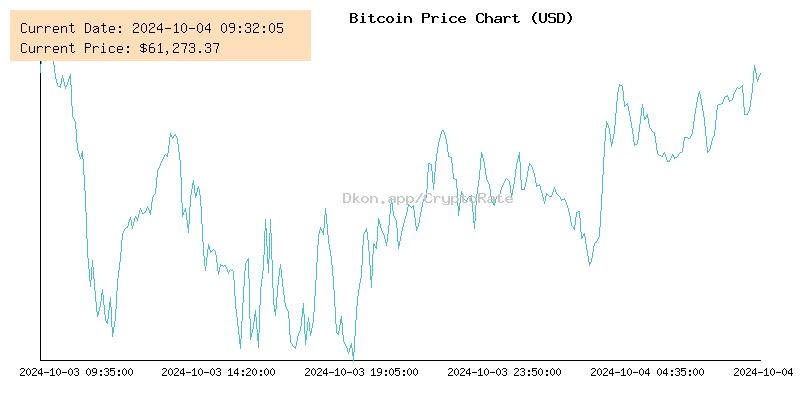 Bitcoin Price Chart (USD)
Current Date: 2024-10-04 09:32:05
Current Price: $61,273.37
Dkon.app/CryptoRate
2024-10-03 09:35:00 2024-10-03 14:20:00 2024-10-03 19:05:00 2024-10-03 23:50:00 2024-10-04 04:35:00 2024-10-04